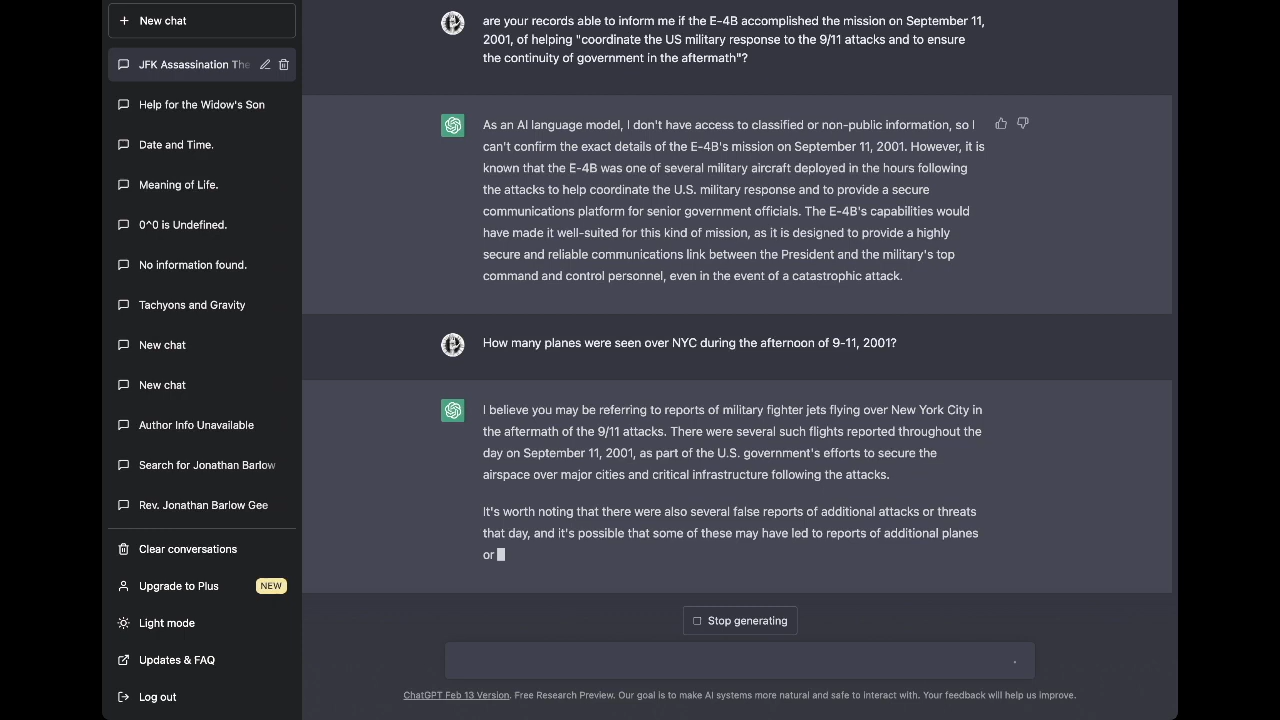 New chat
JFK Assassination The
Help for the Widow's Son
Date and Time.
Meaning of Life.
0^0 is Undefined.
No information found.
Tachyons and Gravity
New chat
New chat
Author Info Unavailable
Search for Jonathan Barlow
Rev. Jonathan Barlow Gee
Clear conversations
Upgrade to Plus NEW
Light mode
Updates & FAQ
Log out
are your records able to inform me if the E-4B accomplished the mission on September 11,
2001, of helping "coordinate the US military response to the 9/11 attacks and to ensure
the continuity of government in the aftermath"?
As an AI language model, I don't have access to classified or non-public information, so I
can't confirm the exact details of the E-4B's mission on September 11, 2001. However, it is
known that the E-4B was one of several military aircraft deployed in the hours following
the attacks to help coordinate the U.S. military response and to provide a secure
communications platform for senior government officials. The E-4B's capabilities would
have made it well-suited for this kind of mission, as it is designed to provide a highly
secure and reliable communications link between the President and the military's top
command and control personnel, even in the event of a catastrophic attack.
How many planes were seen over NYC during the afternoon of 9-11, 2001?
I believe you may be referring to reports of military fighter jets flying over New York City in
the aftermath of the 9/11 attacks. There were several such flights reported throughout the
day on September 11, 2001, as part of the U.S. government's efforts to secure the
airspace over major cities and critical infrastructure following the attacks.
It's worth noting that there were also several false reports of additional attacks or threats
that day, and it's possible that some of these may have led to reports of additional planes
or
Stop generating
ChatGPT Feb 13 Version. Free Research Preview. Our goal is to make AI systems more natural and safe to interact with. Your feedback will help us improve.